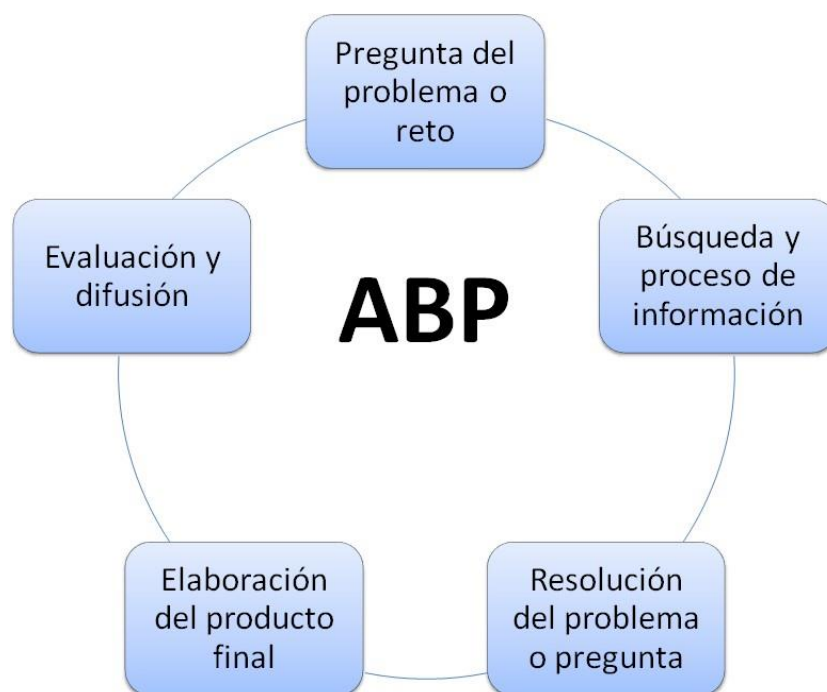 Pregunta del
problema o
reto
Búsqueda y
proceso de
información
Resolución
del problema
o pregunta
Elaboración
del producto
final
Evaluación y
difusión
ABP